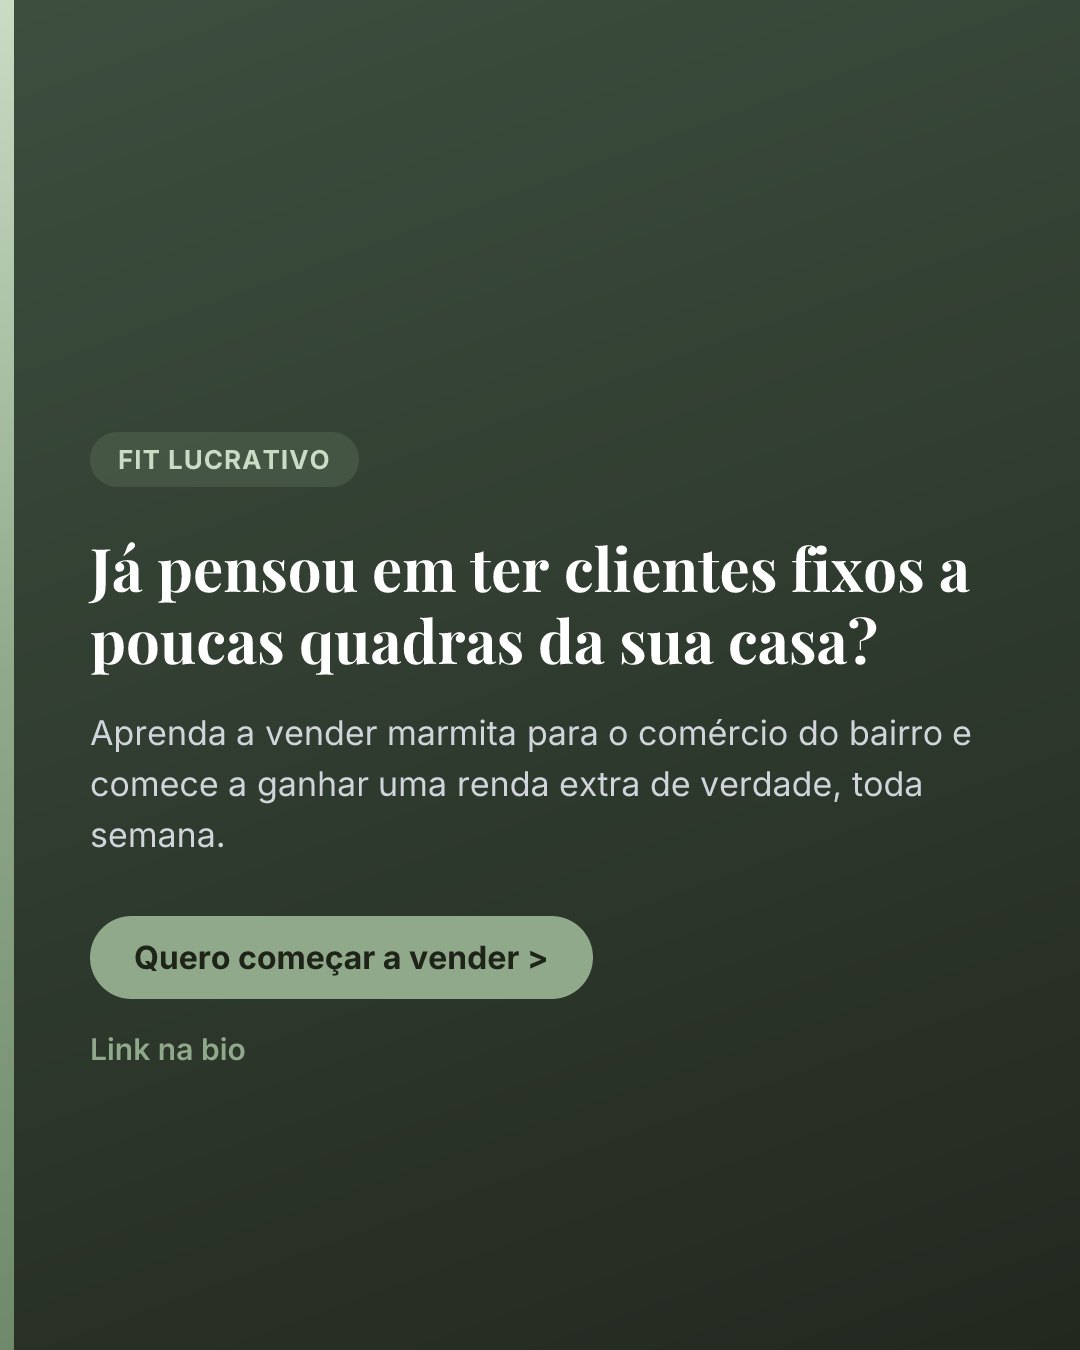 FIT LUCRATIVO
Já pensou em ter clientes fixos a
poucas quadras da sua casa?
Aprenda a vender marmita para o comércio do bairro e
comece a ganhar uma renda extra de verdade, toda
semana.
Quero começar a vender >
Link na bio